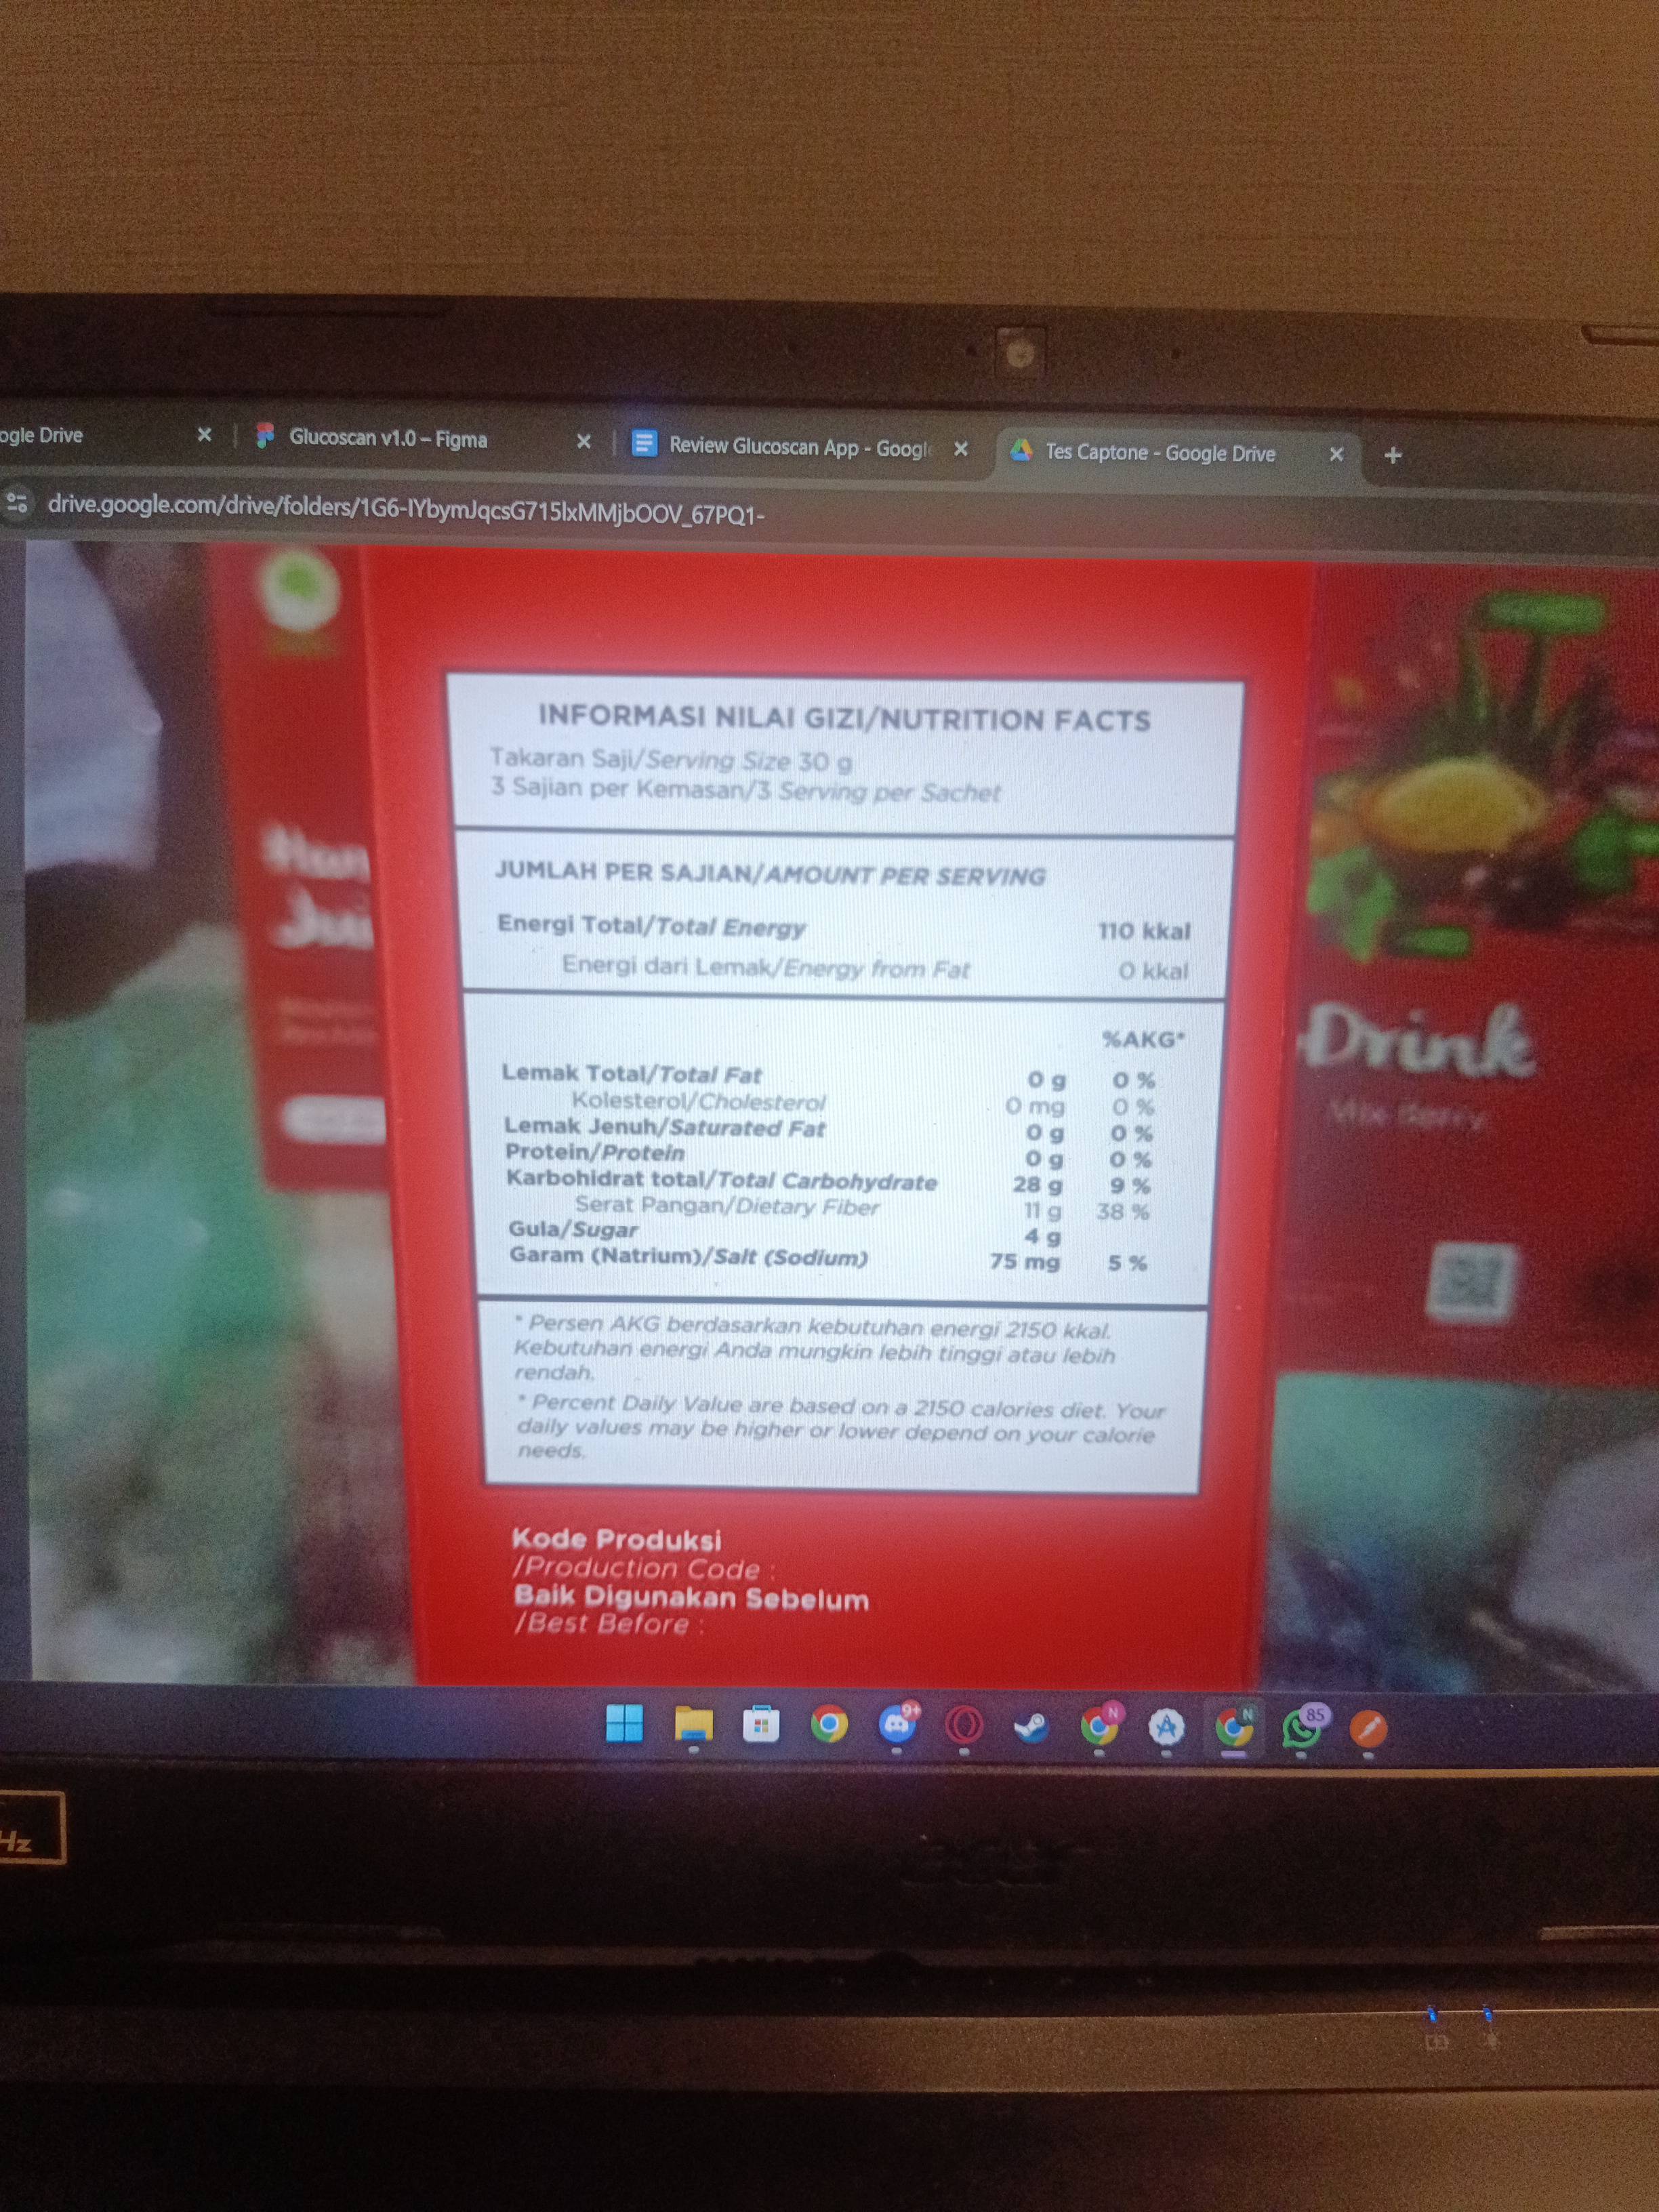 ogle Drive
Glucoscan v1.0 – Figma
Review Glucoscan App - Google
Tes Captone - Google Drive
drive.google.com/drive/folders/1G6-IYbymJqcsG715lxMMjbOOV_67PQ1-
INFORMASI NILAI GIZI/NUTRITION FACTS
Takaran Saji/Serving Size 30 g
3 Sajian per Kemasan/3 Serving per Sachet
JUMLAH PER SAJIAN/AMOUNT PER SERVING
Energi Total/Total Energy 110 kkal
Energi dari Lemak/Energy from Fat 0 kkal
%AKG*
Lemak Total/Total Fat 0 g 0 %
Kolesterol/Cholesterol 0 mg 0 %
Lemak Jenuh/Saturated Fat 0 g 0 %
Protein/Protein 0 g 0 %
Karbohidrat total/Total Carbohydrate 28 g 9 %
Serat Pangan/Dietary Fiber 11 g 38 %
Gula/Sugar 4 g
Garam (Natrium)/Salt (Sodium) 75 mg 5 %
* Persen AKG berdasarkan kebutuhan energi 2150 kkal.
Kebutuhan energi Anda mungkin lebih tinggi atau lebih
rendah.
* Percent Daily Value are based on a 2150 calories diet. Your
daily values may be higher or lower depend on your calorie
needs.
Kode Produksi
/Production Code :
Baik Digunakan Sebelum
/Best Before :
Drink
Mix Berry
9+
N
N
85
Hz
acer